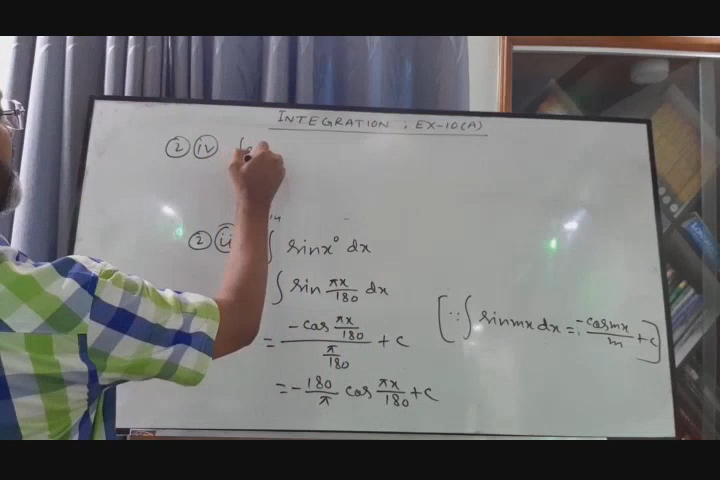 INTEGRATION : EX-10(A)
2 iv ∫
2 ii ∫ sinx° dx
∫ sin πx/180 dx
= (-cos πx/180)/(π/180) + c
= - 180/π cos πx/180 + c
[∵ ∫ sinmx dx = -cosmx/m + c]